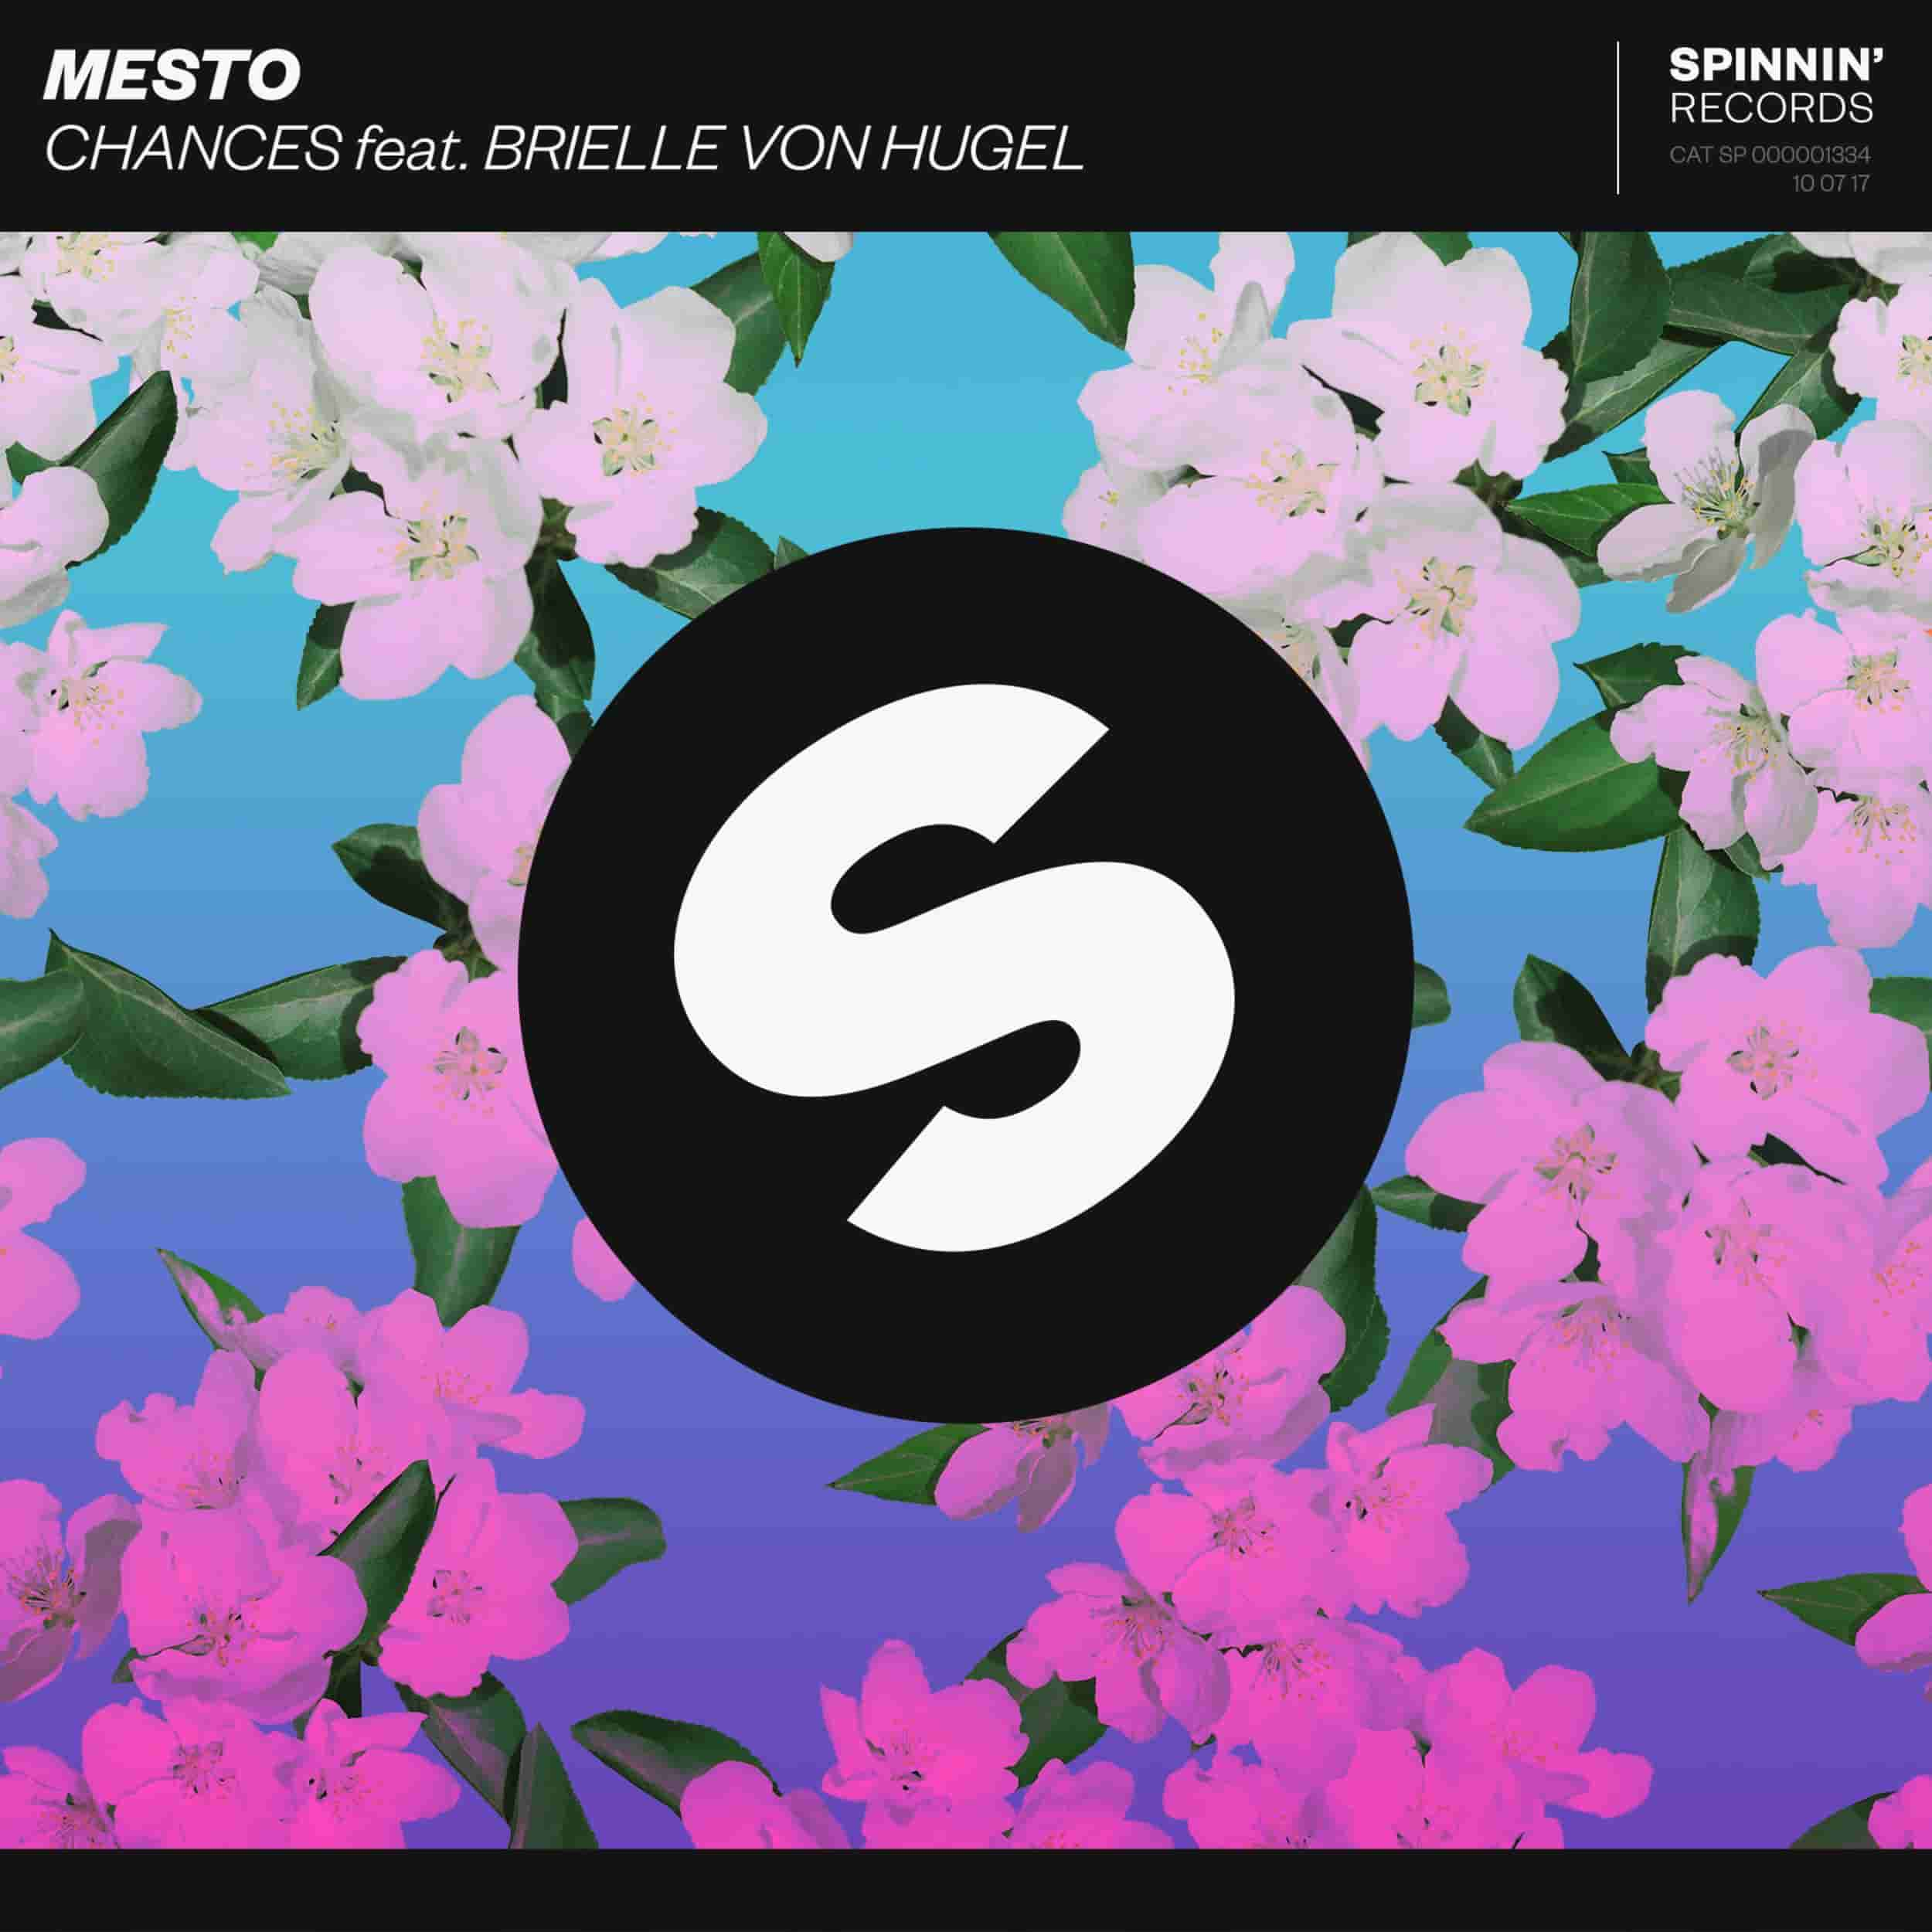 MESTO
CHANCES feat. BRIELLE VON HUGEL
SPINNIN'
RECORDS
CAT SP 000001334
10 07 17
S